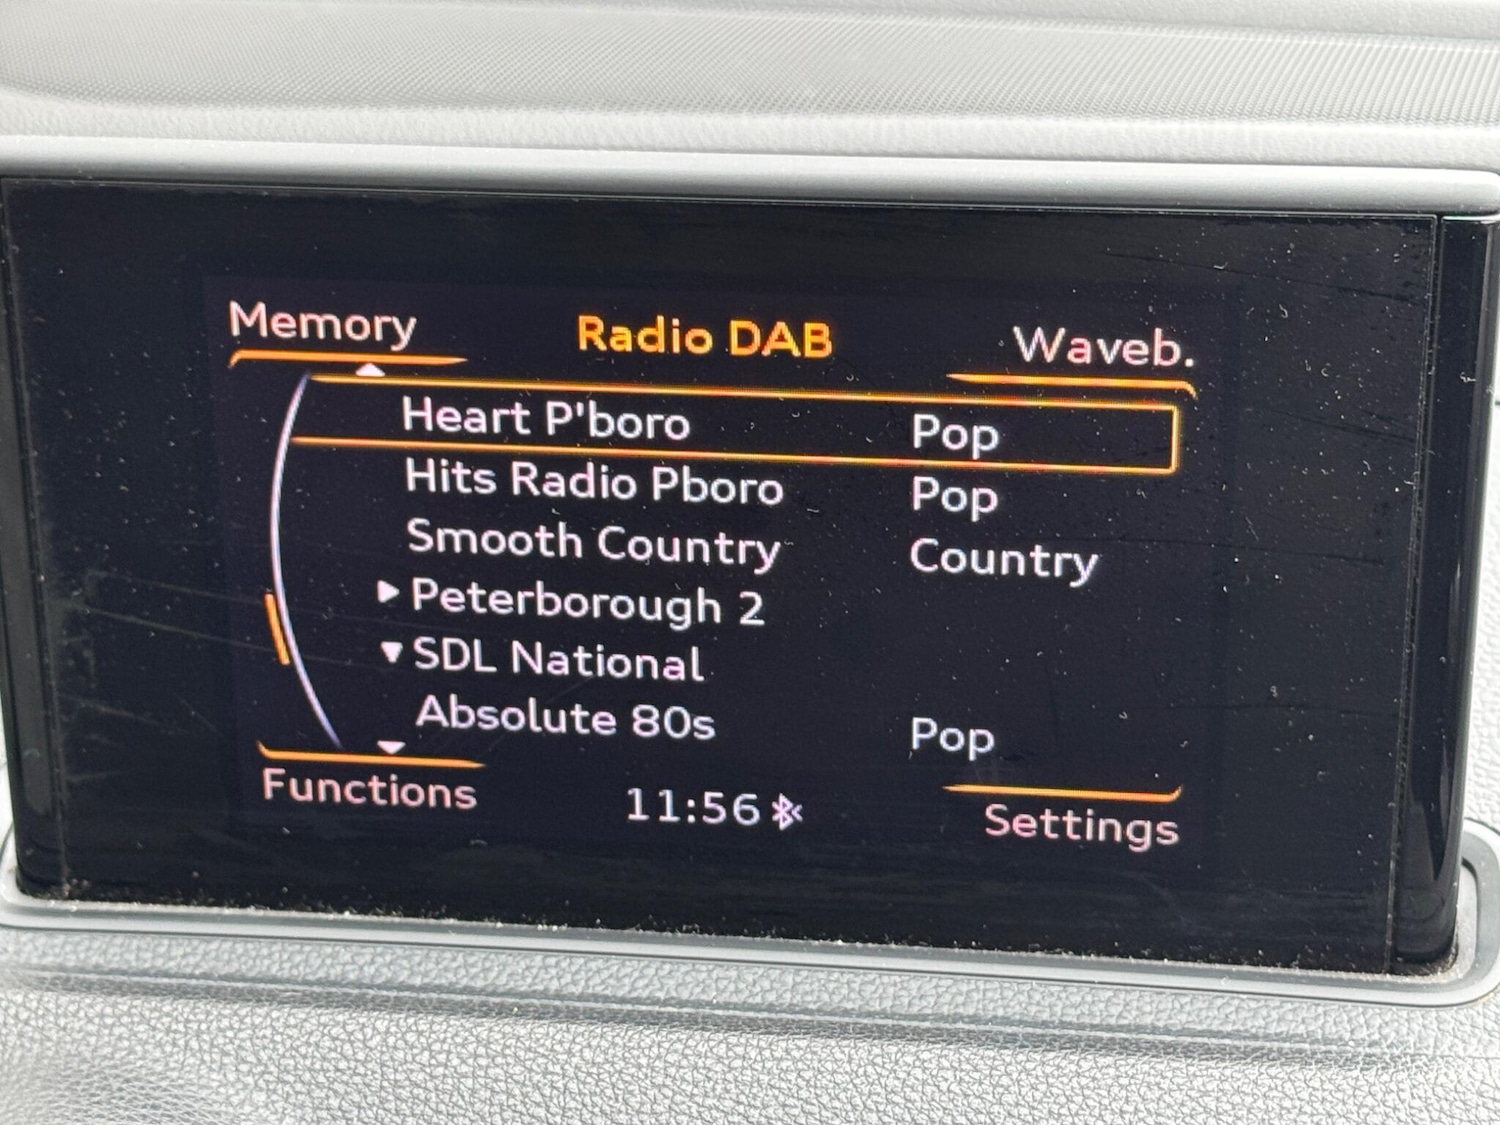 Memory Radio DAB Waveb.
Heart P'boro Pop
Hits Radio Pboro Pop
Smooth Country Country
Peterborough 2
SDL National
Absolute 80s Pop
Functions 11:56 Settings